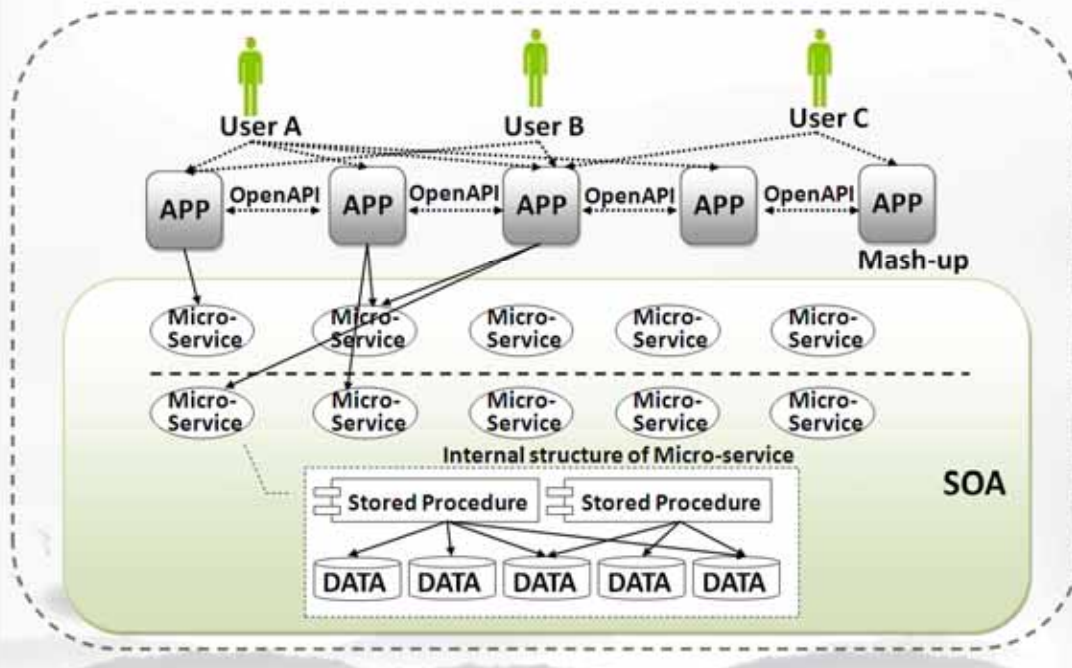 User A
User B
User C
APP
OpenAPI
APP
OpenAPI
APP
OpenAPI
APP
OpenAPI
APP
Mash-up
Micro-
Service
Micro-
Service
Micro-
Service
Micro-
Service
Micro-
Service
Micro-
Service
Micro-
Service
Micro-
Service
Micro-
Service
Micro-
Service
Internal structure of Micro-service
SOA
Stored Procedure
Stored Procedure
DATA
DATA
DATA
DATA
DATA